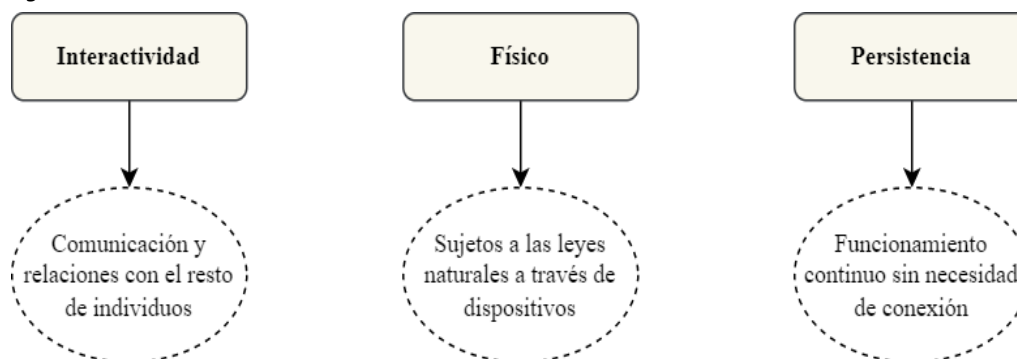 Interactividad
Físico
Persistencia
Comunicación y
relaciones con el resto
de individuos
Sujetos a las leyes
naturales a través de
dispositivos
Funcionamiento
continuo sin necesidad
de conexión